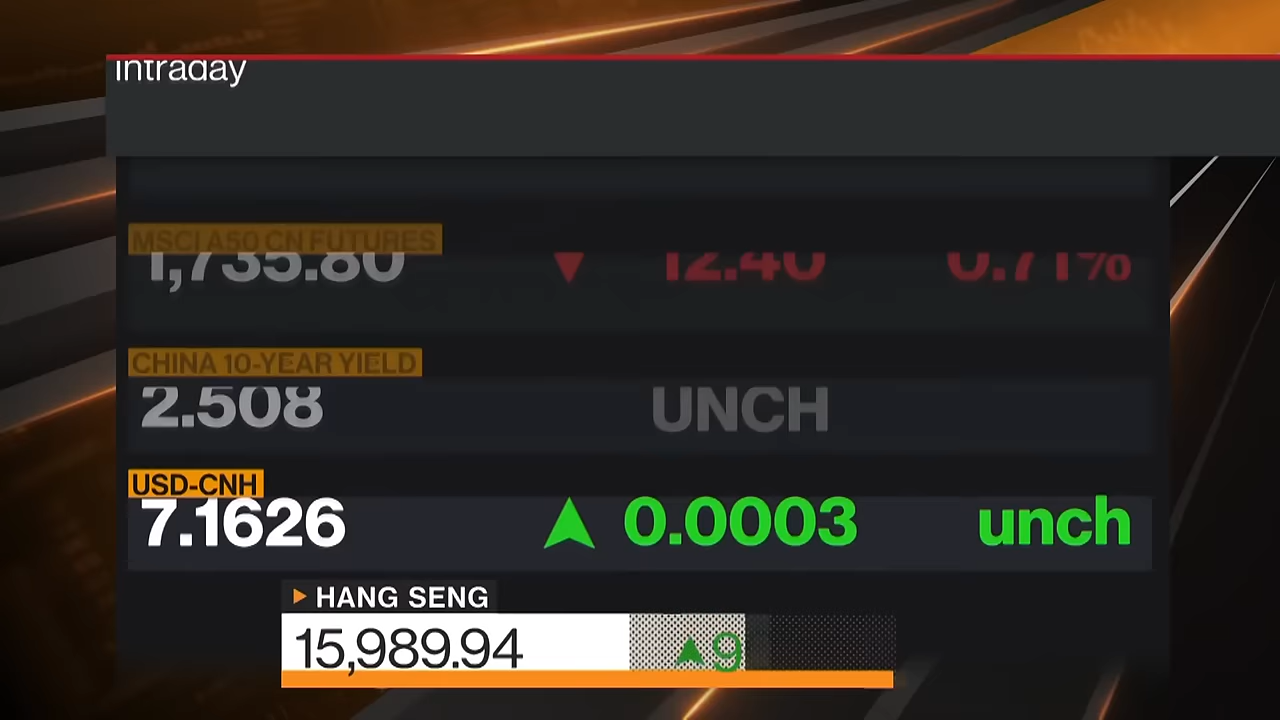 intraday
MSCI A50 CN FUTURES
1,735.80 ▼ 12.40 0.71%
CHINA 10-YEAR YIELD
2.508 UNCH
USD-CNH
7.1626 ▲ 0.0003 unch
HANG SENG
15,989.94 ▲9